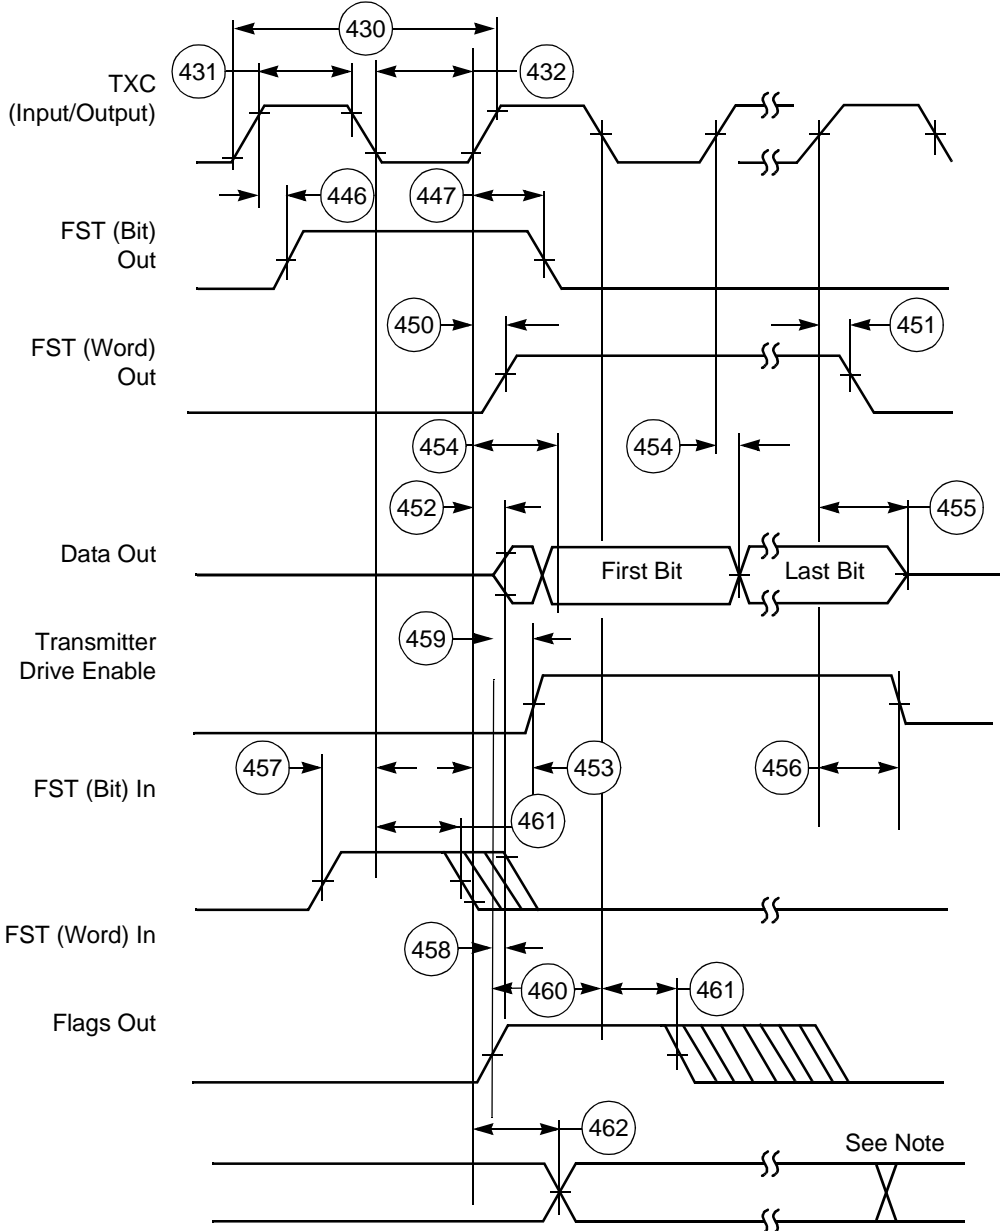 430
431
432
TXC
(Input/Output)
446
447
FST (Bit)
Out
450
451
FST (Word)
Out
454
454
452
455
Data Out
First Bit
Last Bit
459
Transmitter
Drive Enable
457
453
456
FST (Bit) In
461
FST (Word) In
458
460
461
Flags Out
462
See Note